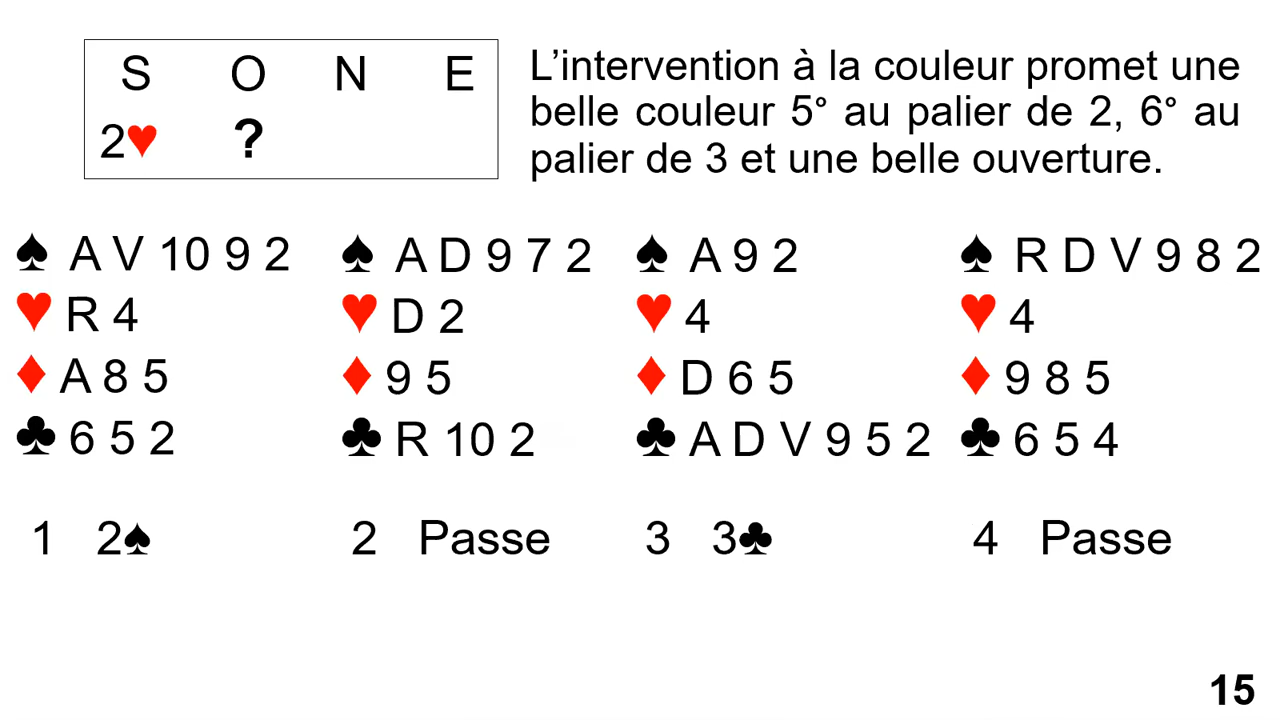 S O N E
2♥ ?
L’intervention à la couleur promet une
belle couleur 5° au palier de 2, 6° au
palier de 3 et une belle ouverture.
♠ A V 10 9 2
♥ R 4
♦ A 8 5
♣ 6 5 2
1 2♠
♠ A D 9 7 2
♥ D 2
♦ 9 5
♣ R 10 2
2 Passe
♠ A 9 2
♥ 4
♦ D 6 5
♣ A D V 9 5 2
3 3♣
♠ R D V 9 8 2
♥ 4
♦ 9 8 5
♣ 6 5 4
4 Passe
15